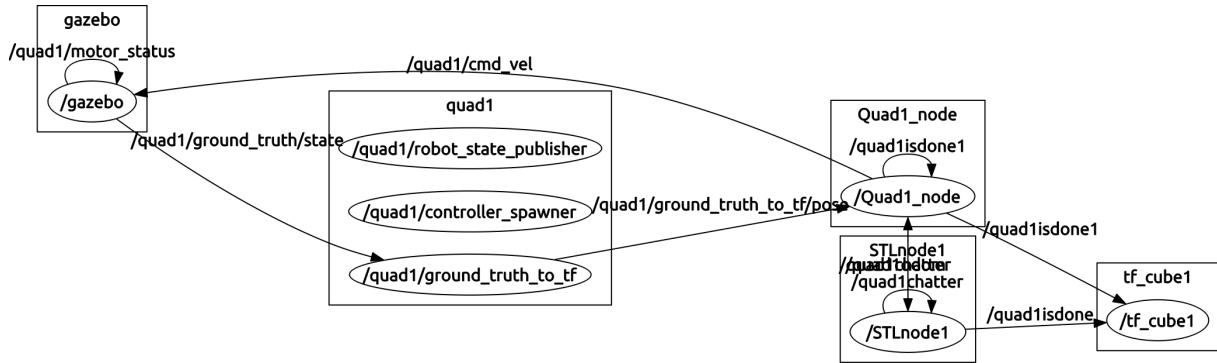 gazebo
/quad1/motor_status
/gazebo
/quad1/cmd_vel
/quad1/ground_truth/state
quad1
/quad1/robot_state_publisher
/quad1/controller_spawner
/quad1/ground_truth_to_tf
/quad1/ground_truth_to_tf/pose
Quad1_node
/quad1isdone1
/Quad1_node
/quad1isdone1
STLnode1
/quad1chatter
/STLnode1
/quad1isdone
tf_cube1
/tf_cube1